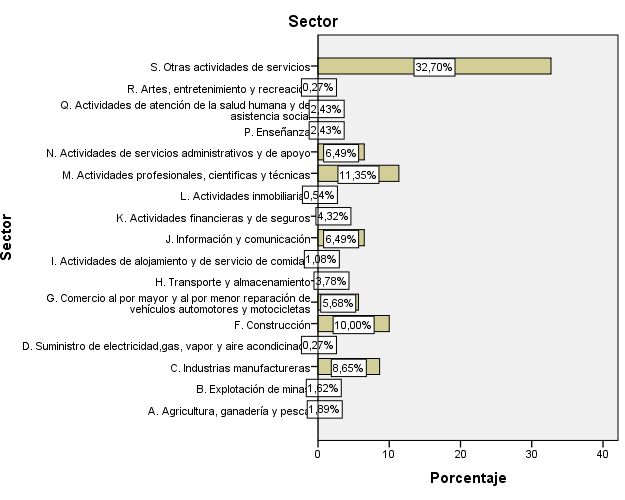 Sector
S. Otras actividades de servicios
32,70%
R. Artes, entretenimiento y recreació
0,27%
Q. Actividades de atención de la salud humana y de
asistencia social
2,43%
P. Enseñanza
2,43%
N. Actividades de servicios administrativos y de apoyo
6,49%
M. Actividades profesionales, cientificas y técnicas
11,35%
L. Actividades inmobiliaria
0,54%
K. Actividades financieras y de seguros
4,32%
J. Información y comunicación
6,49%
I. Actividades de alojamiento y de servicio de comida
1,08%
H. Transporte y almacenamiento
3,78%
G. Comercio al por mayor y al por menor reparación de
vehículos automotores y motocicletas
5,68%
F. Construcción
10,00%
D. Suministro de electricidad,gas, vapor y aire acondicinad
0,27%
C. Industrias manufactureras
8,65%
B. Explotación de minas
1,62%
A. Agricultura, ganadería y pesca
1,89%
Sector
0 10 20 30 40
Porcentaje